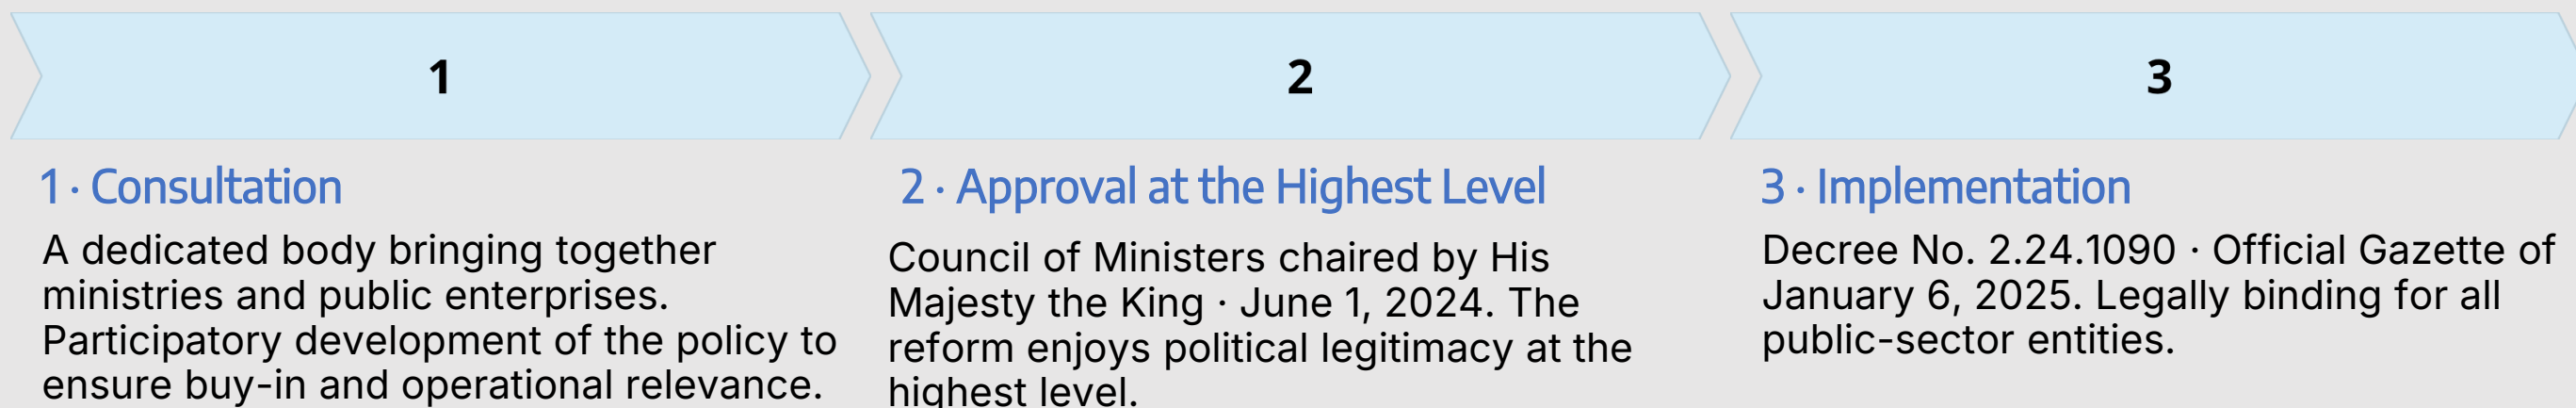 1
2
3
1 · Consultation
A dedicated body bringing together
ministries and public enterprises.
Participatory development of the policy to
ensure buy-in and operational relevance.
2 · Approval at the Highest Level
Council of Ministers chaired by His
Majesty the King · June 1, 2024. The
reform enjoys political legitimacy at the
highest level.
3 · Implementation
Decree No. 2.24.1090 · Official Gazette of
January 6, 2025. Legally binding for all
public-sector entities.